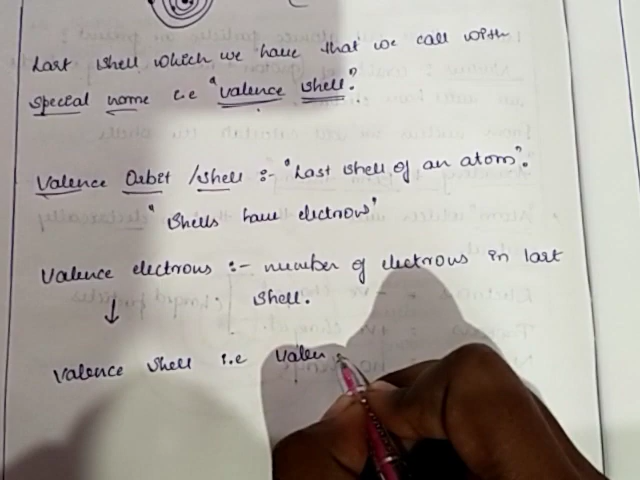 Last shell which we have that we call with
special name i.e "valence shell".
Valence Orbit /shell :- "Last shell of an atom".
"Shells have electrons"
Valence electrons :- number of electrons in last
shell.
↓
Valence shell i.e valen